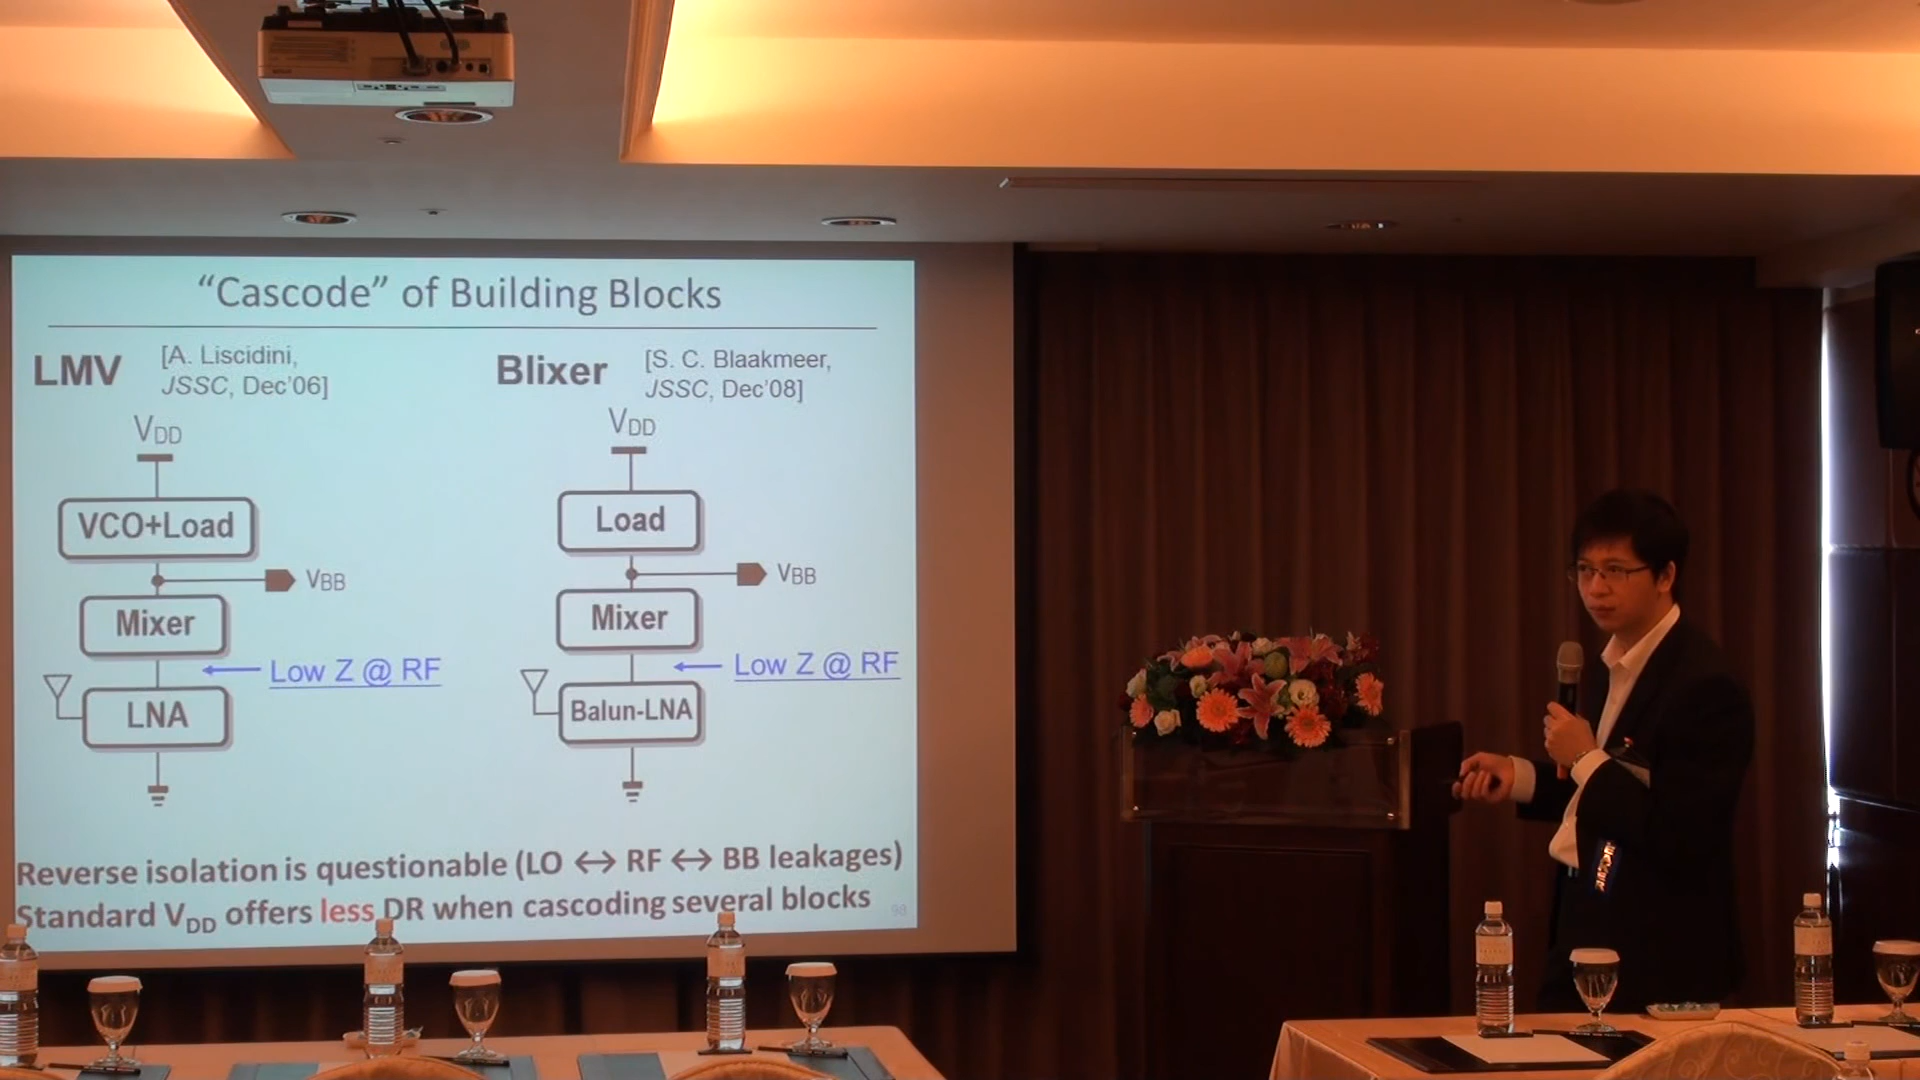 “Cascode” of Building Blocks
LMV
[A. Liscidini,
JSSC, Dec’06]
VDD
VCO+Load
VBB
Mixer
Low Z @ RF
LNA
Blixer
[S. C. Blaakmeer,
JSSC, Dec’08]
VDD
Load
VBB
Mixer
Low Z @ RF
Balun-LNA
Reverse isolation is questionable (LO ↔ RF ↔ BB leakages)
Standard VDD offers less DR when cascoding several blocks
98